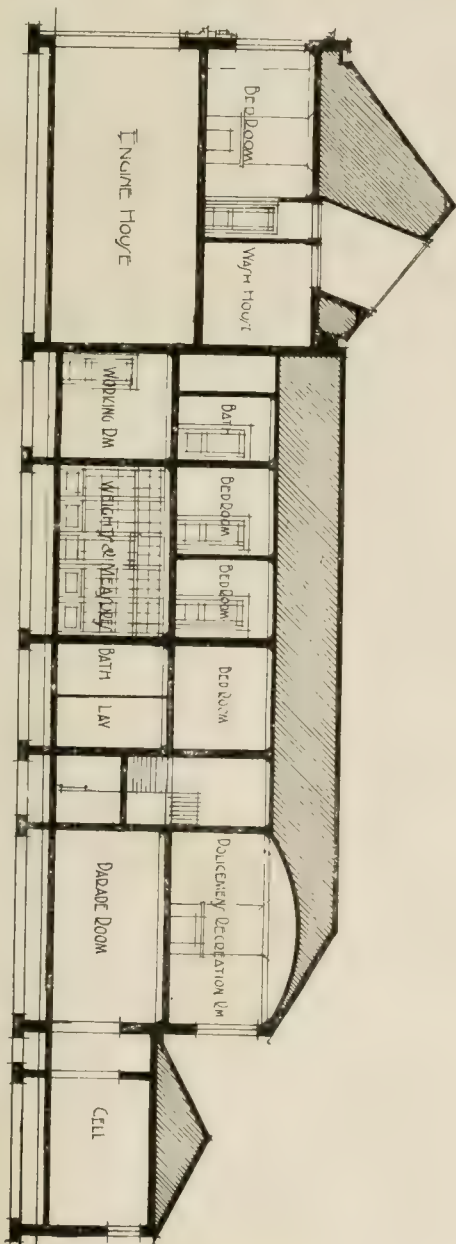 BED ROOM
WASH HOUSE
BATH
BEDROOM
BEDROOM
BED ROOM
POLICEMENS RECREATION RM
ENGINE HOUSE
WORKING RM
WEIGHTS & MEASURES
BATH
LAV
PARADE ROOM
CELL